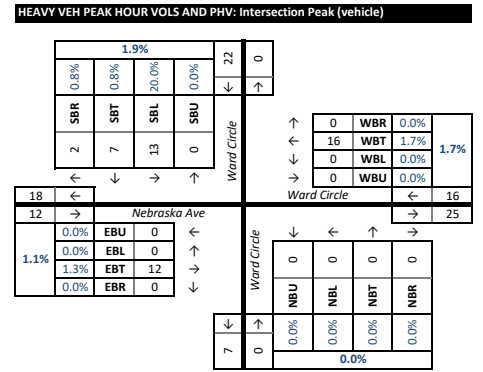 HEAVY VEH PEAK HOUR VOLS AND PHV: Intersection Peak (vehicle)
1.9% 22 0
0.8% 0.8% 20.0% 0.0% ↓ ↑
SBR SBT SBL SBU
2 7 13 0
← ↓ → ↑
Ward Circle
↑ 0 WBR 0.0%
← 16 WBT 1.7%
↓ 0 WBL 0.0%
→ 0 WBU 0.0%
1.7%
18 ← Ward Circle ← 16
12 → Nebraska Ave → 25
1.1%
0.0% EBU 0 ←
0.0% EBL 0 ↑
1.3% EBT 12 →
0.0% EBR 0 ↓
Ward Circle
↓ ← ↑ →
0 0 0 0
NBU NBL NBT NBR
↓ ↑ 0.0% 0.0% 0.0% 0.0%
7 0 0.0%